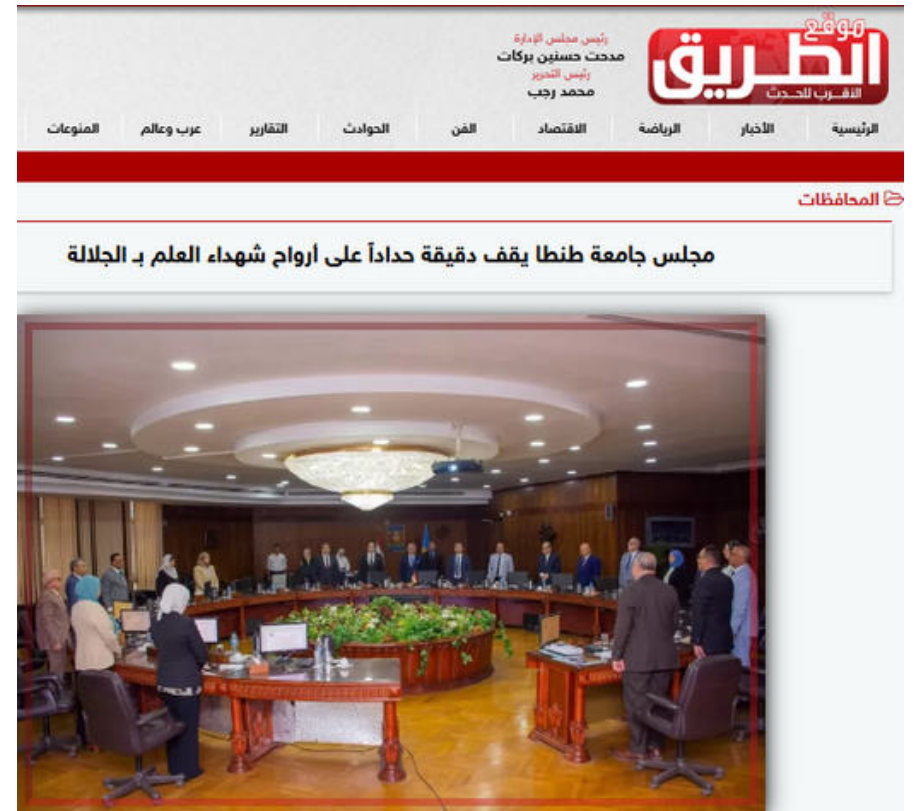 موقع
الطريق
الأقرب للحدث
رئيس مجلس الإدارة
مدحت حسنين بركات
رئيس التحرير
محمد رجب
الرئيسية الأخبار الرياضة الاقتصاد الفن الحوادث التقارير عرب وعالم المنوعات
المحافظات
مجلس جامعة طنطا يقف دقيقة حداداً على أرواح شهداء العلم بـ الجلالة